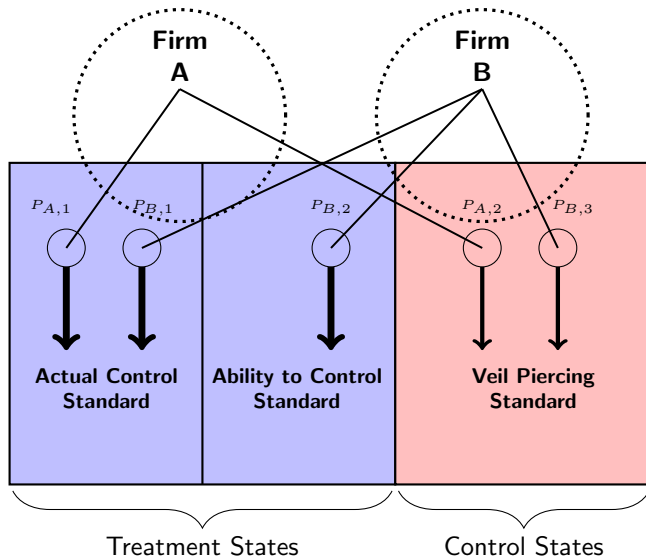 Firm
A
Firm
B
P_{A,1}
P_{B,1}
P_{B,2}
P_{A,2}
P_{B,3}
Actual Control
Standard
Ability to Control
Standard
Veil Piercing
Standard
Treatment States
Control States